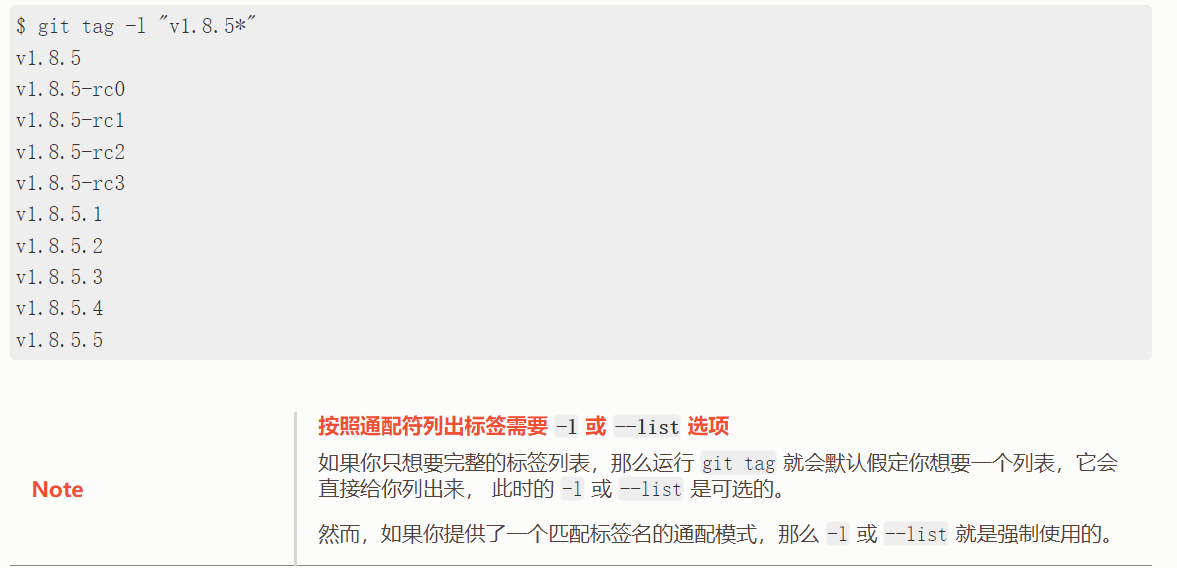 $ git tag -l "v1.8.5*"
v1.8.5
v1.8.5-rc0
v1.8.5-rc1
v1.8.5-rc2
v1.8.5-rc3
v1.8.5.1
v1.8.5.2
v1.8.5.3
v1.8.5.4
v1.8.5.5
Note
按照通配符列出标签需要 -l 或 --list 选项
如果你只想要完整的标签列表，那么运行 git tag 就会默认假定你想要一个列表，它会
直接给你列出来， 此时的 -l 或 --list 是可选的。
然而，如果你提供了一个匹配标签名的通配模式，那么 -l 或 --list 就是强制使用的。